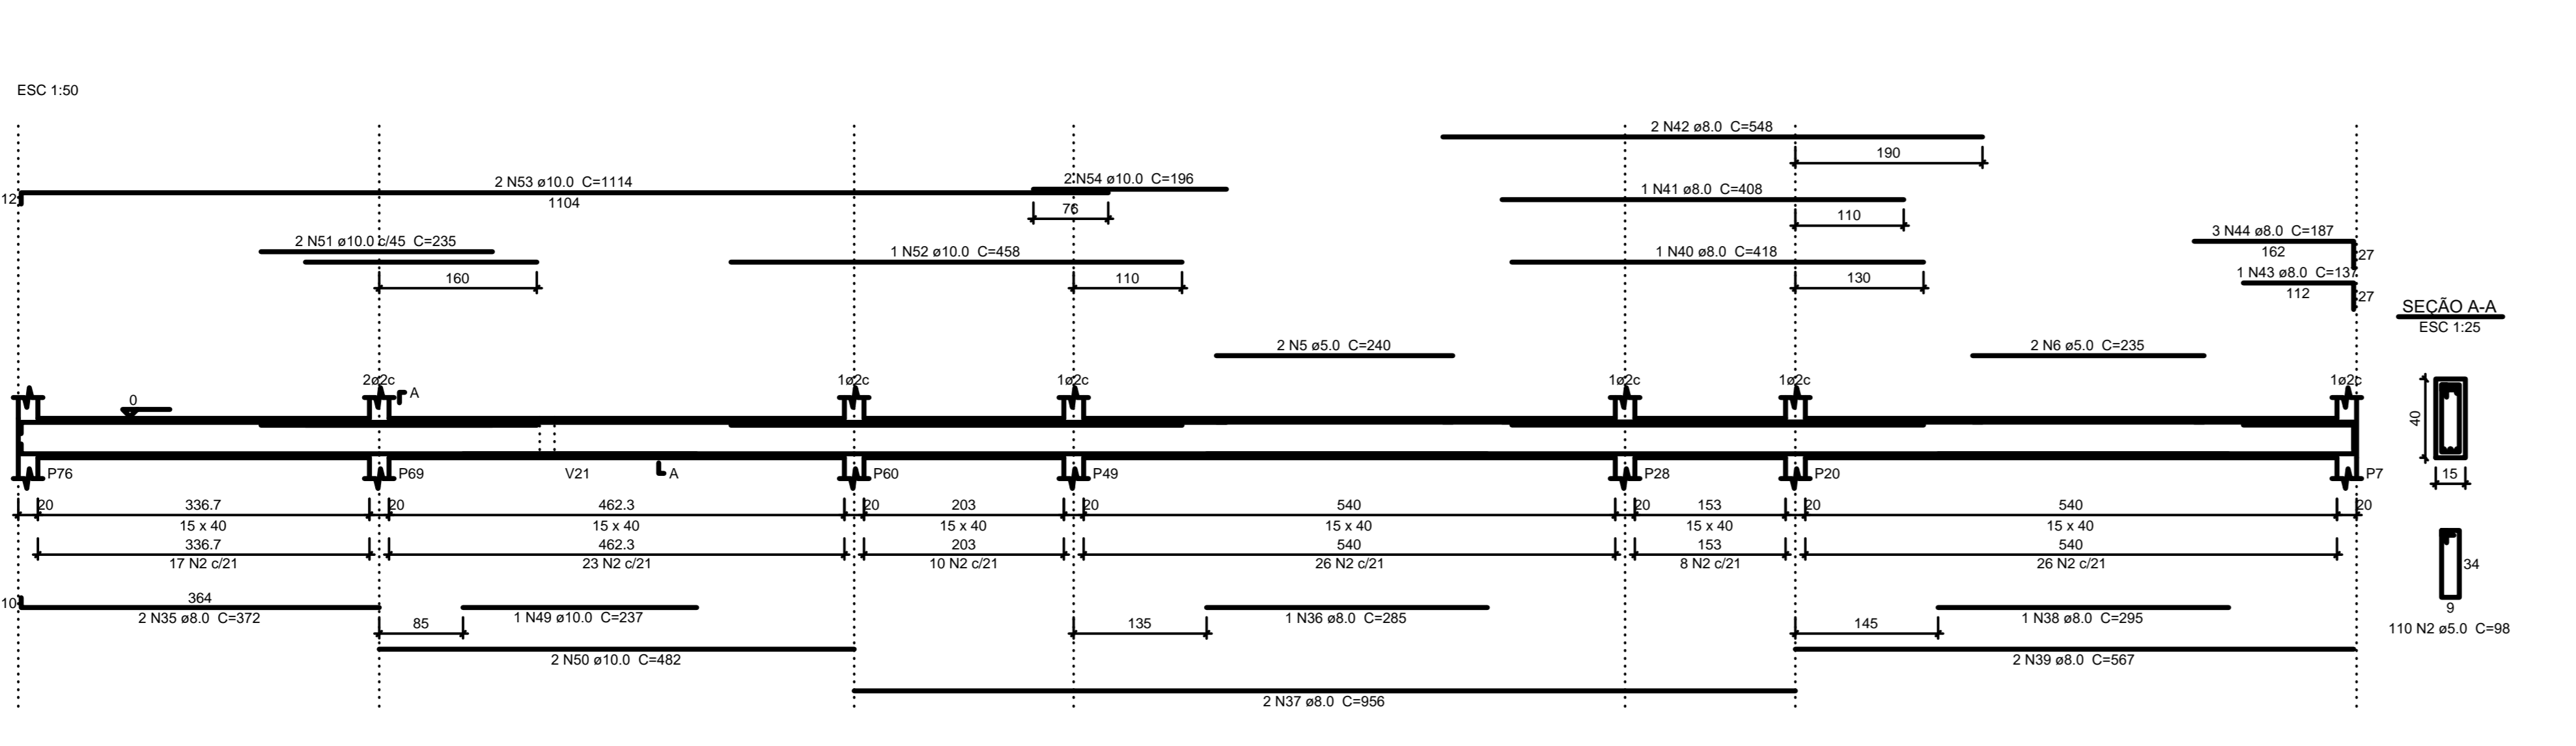 ESC 1:50
2 N42 ø8.0 C=548
190
2 N53 ø10.0 C=1114
2 N54 ø10.0 C=196
12
1104
76
1 N41 ø8.0 C=408
110
2 N51 ø10.0 c/45 C=235
160
1 N52 ø10.0 C=458
110
1 N40 ø8.0 C=418
130
3 N44 ø8.0 C=187
162
27
1 N43 ø8.0 C=137
112
27
SEÇÃO A-A
ESC 1:25
2 N5 ø5.0 C=240
2 N6 ø5.0 C=235
2ø2c
1ø2c
1ø2c
1ø2c
1ø2c
1ø2c
A
0
40
15
P76
P69
V21
A
P60
P49
P28
P20
P7
20 336.7 20 462.3 20 203 20 540 20 153 20 540 20
15 x 40 15 x 40 15 x 40 15 x 40 15 x 40 15 x 40
336.7 462.3 203 540 153 540
17 N2 c/21 23 N2 c/21 10 N2 c/21 26 N2 c/21 8 N2 c/21 26 N2 c/21
34
9
110 N2 ø5.0 C=98
10
364
2 N35 ø8.0 C=372
85
1 N49 ø10.0 C=237
135
1 N36 ø8.0 C=285
145
1 N38 ø8.0 C=295
2 N50 ø10.0 C=482
2 N39 ø8.0 C=567
2 N37 ø8.0 C=956